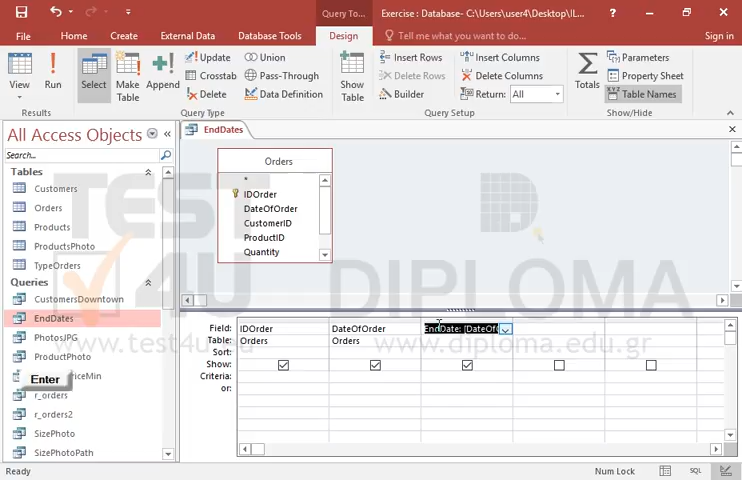 Query To...
Exercise : Database- C:\Users\user4\Desktop\IL...
?
File
Home
Create
External Data
Database Tools
Design
Tell me what you want to do...
Sign in
View
Run
Select
Make Table
Append
Update
Crosstab
Delete
Union
Pass-Through
Data Definition
Query Type
Show Table
Insert Rows
Delete Rows
Builder
Insert Columns
Delete Columns
Return:
All
Query Setup
Totals
Parameters
Property Sheet
XYZ
Table Names
Show/Hide
All Access Objects
Search...
Tables
Customers
Orders
Products
ProductsPhoto
TypeOrders
Queries
CustomersDowntown
EndDates
PhotosJPG
ProductPhoto
iceMin
Enter
r_orders
r_orders2
SizePhoto
SizePhotoPath
EndDates
Orders
*
IDOrder
DateOfOrder
CustomerID
ProductID
Quantity
Field:
IDOrder
DateOfOrder
EndDate: [DateOf
Table:
Orders
Orders
Sort:
Show:
Criteria:
or:
TEST
4U
DIPLOMA
www.test4u.eu
www.diploma.edu.gr
Ready
Num Lock
SQL